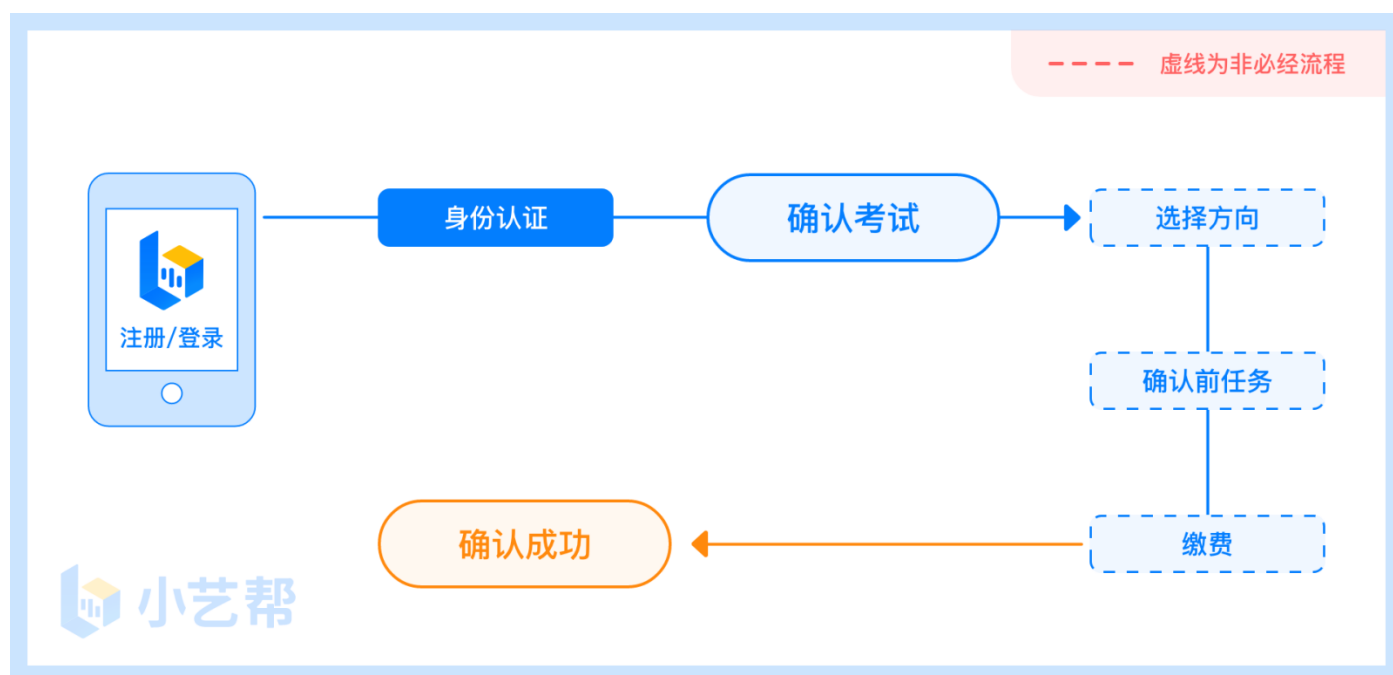 虚线为非必经流程
身份认证
确认考试
选择方向
注册/登录
确认前任务
确认成功
缴费
小艺帮